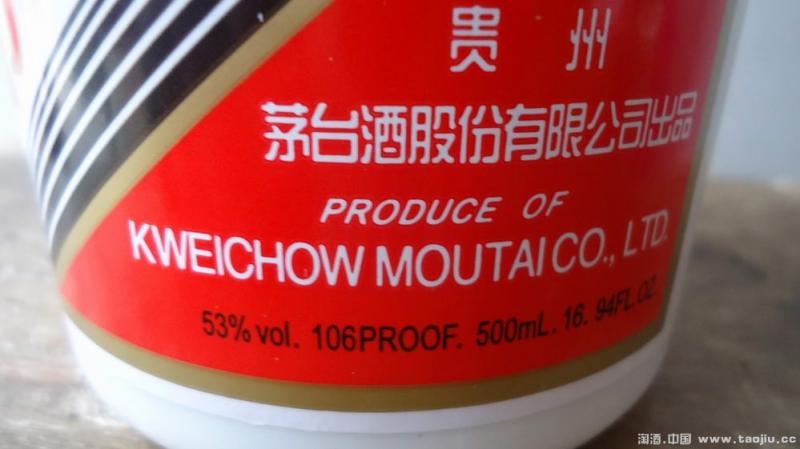 贵 州
茅台酒股份有限公司出品
PRODUCE OF
KWEICHOW MOUTAI CO., LTD.
53% vol. 106PROOF. 500mL. 16. 94FL.OZ.
淘酒.中国 www.taojiu.cc